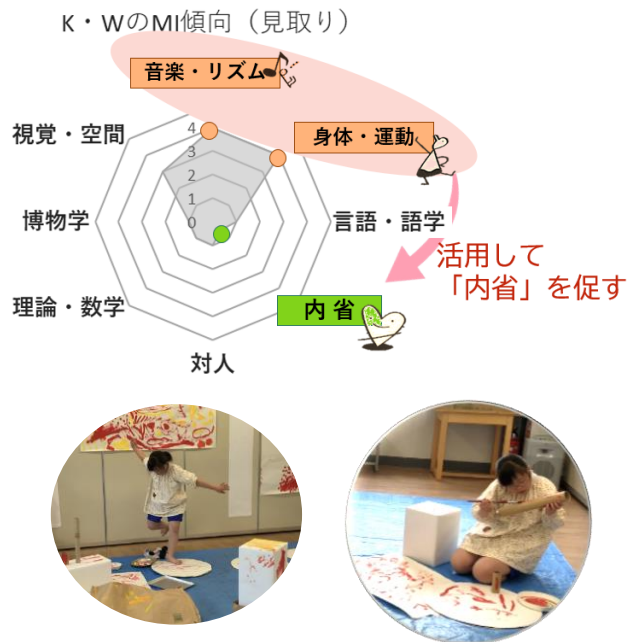 K・WのMI傾向（見取り）
音楽・リズム
身体・運動
視覚・空間
4
3
2
1
0
博物学
言語・語学
活用して
「内省」を促す
理論・数学
内 省
対人